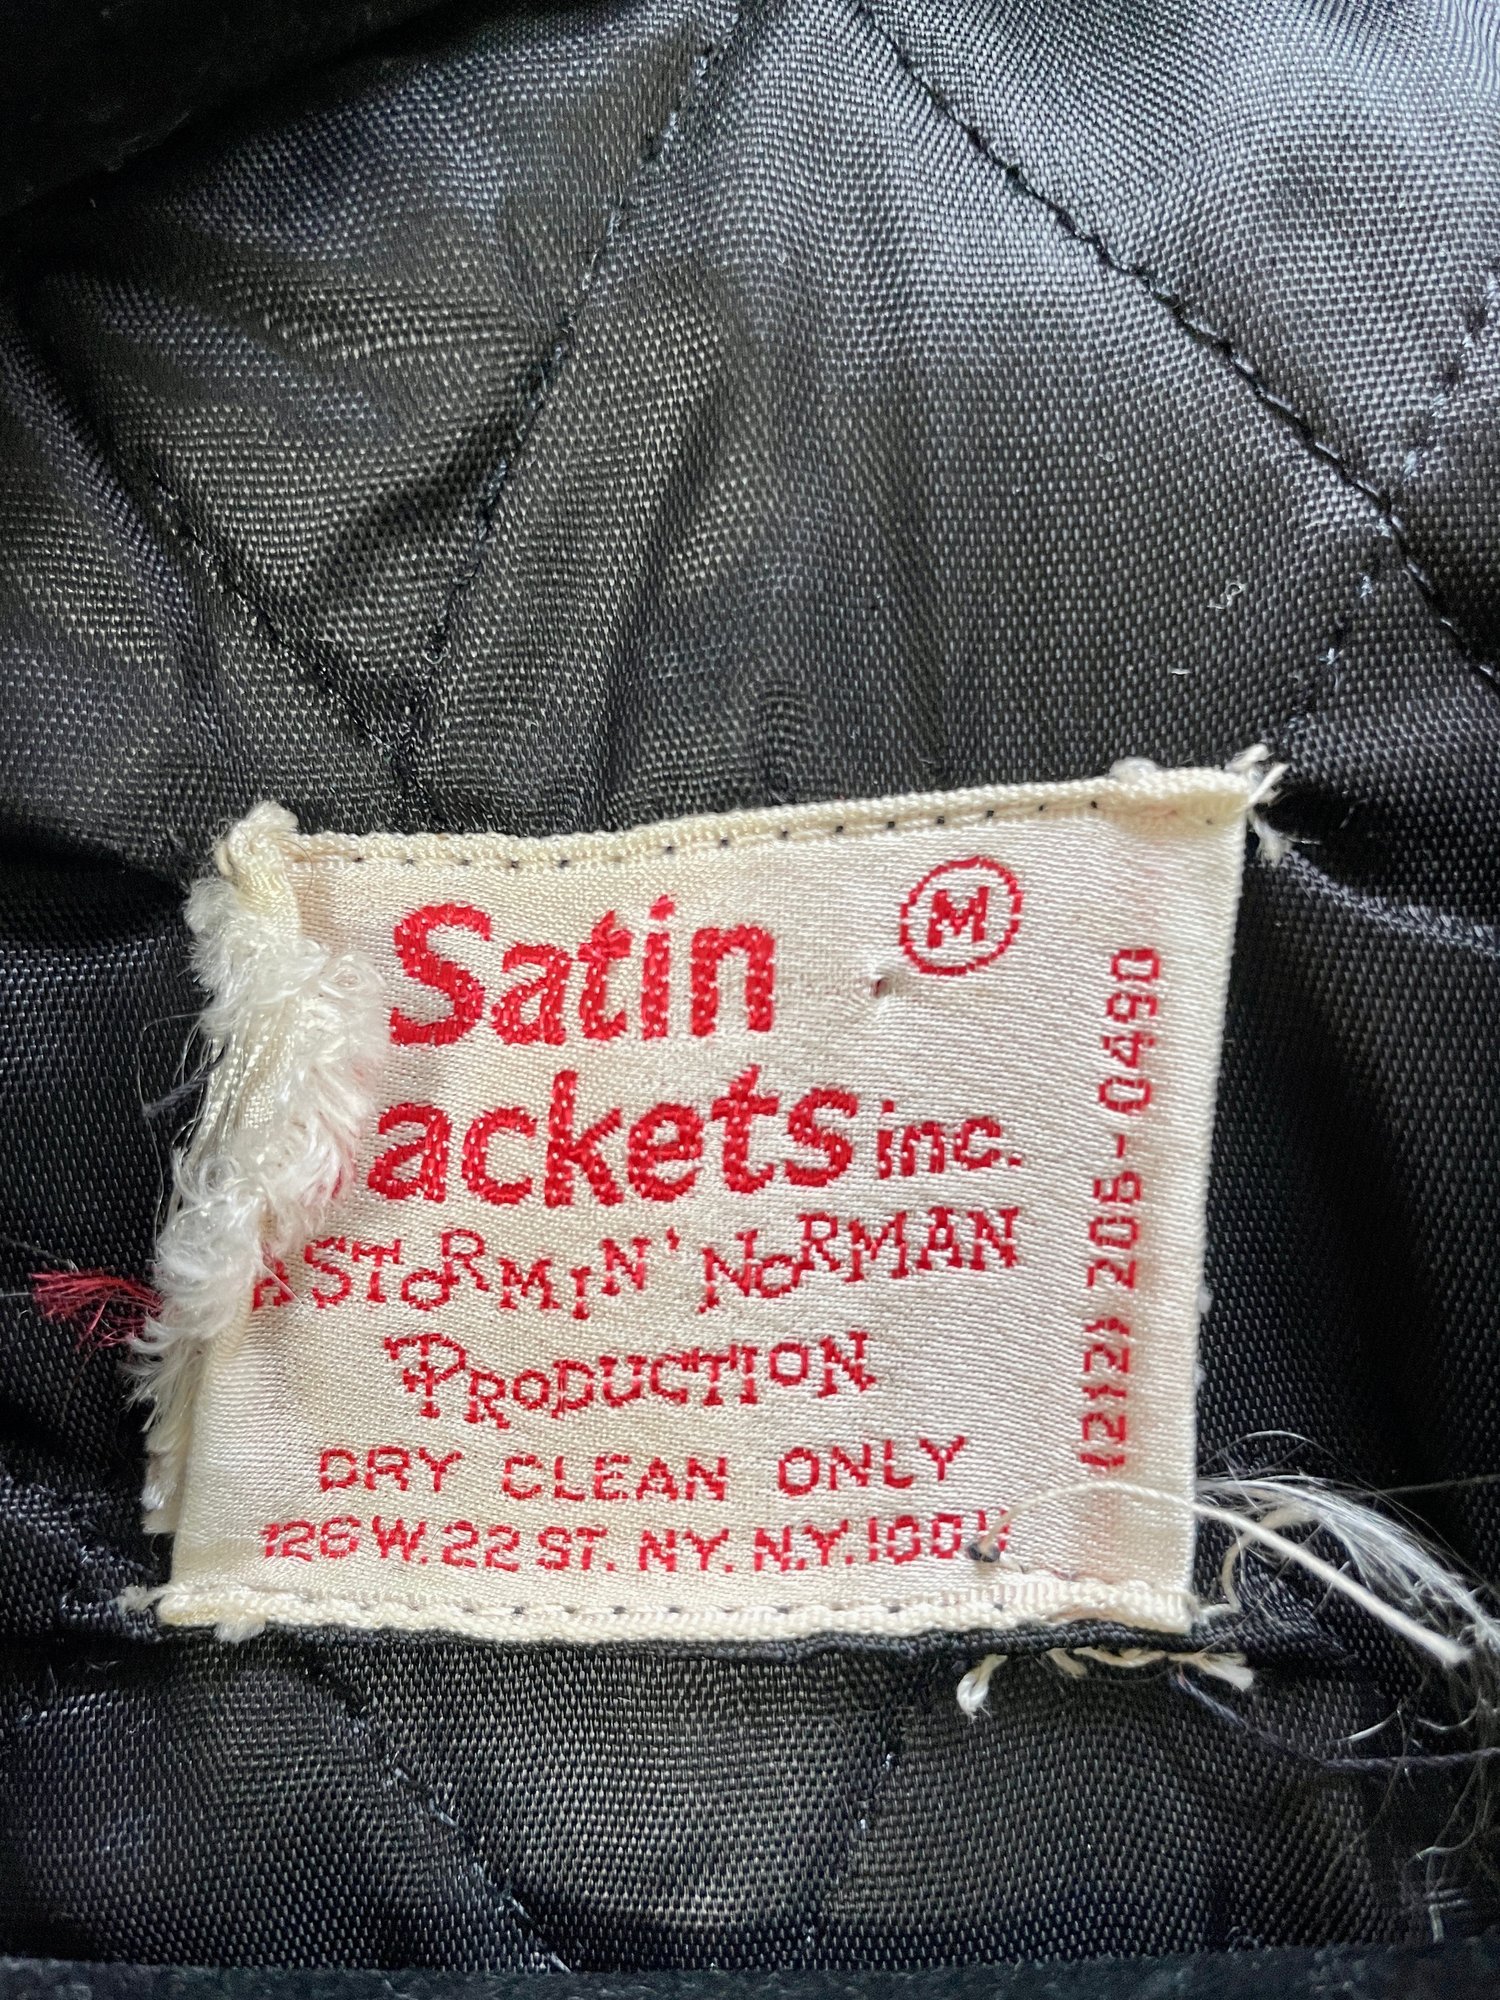 Satin
M
ackets inc.
STORMIN' NORMAN
PRODUCTION
DRY CLEAN ONLY
126 W. 22 ST. NY. N.Y.
(212) 206-0490